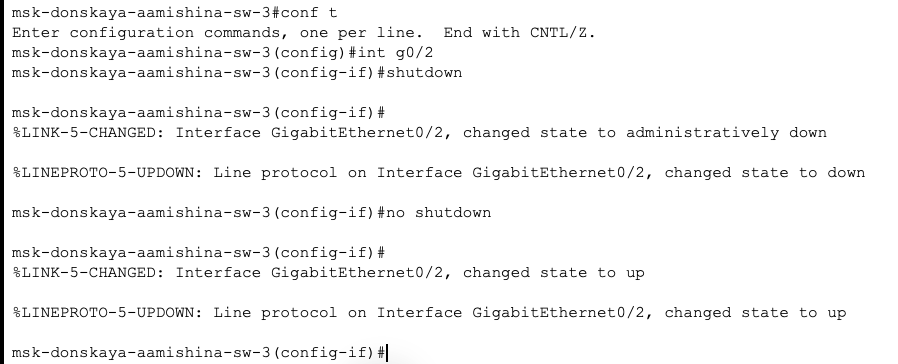 msk-donskaya-aamishina-sw-3#conf t
Enter configuration commands, one per line.  End with CNTL/Z.
msk-donskaya-aamishina-sw-3(config)#int g0/2
msk-donskaya-aamishina-sw-3(config-if)#shutdown
msk-donskaya-aamishina-sw-3(config-if)#
%LINK-5-CHANGED: Interface GigabitEthernet0/2, changed state to administratively down
%LINEPROTO-5-UPDOWN: Line protocol on Interface GigabitEthernet0/2, changed state to down
msk-donskaya-aamishina-sw-3(config-if)#no shutdown
msk-donskaya-aamishina-sw-3(config-if)#
%LINK-5-CHANGED: Interface GigabitEthernet0/2, changed state to up
%LINEPROTO-5-UPDOWN: Line protocol on Interface GigabitEthernet0/2, changed state to up
msk-donskaya-aamishina-sw-3(config-if)#